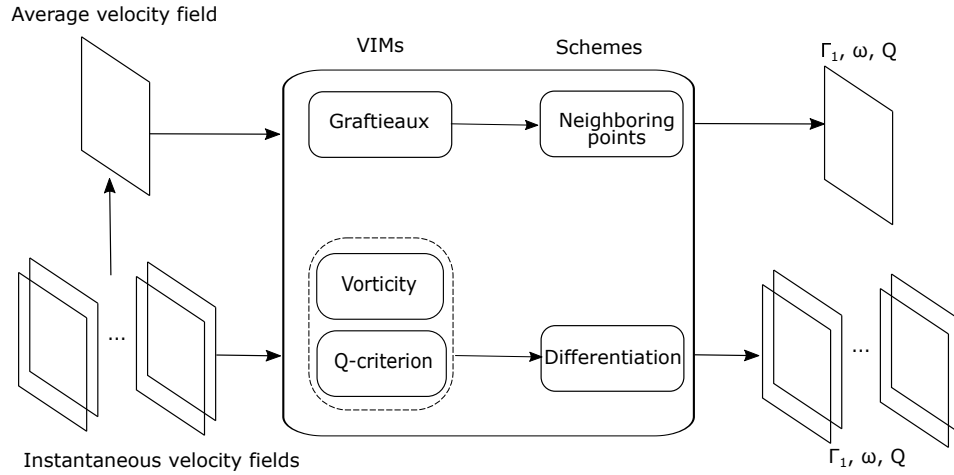 Average velocity field
VIMs
Schemes
Γ₁, ω, Q
Graftieaux
Neighboring
points
Vorticity
Q-criterion
Differentiation
...
...
Instantaneous velocity fields
Γ₁, ω, Q